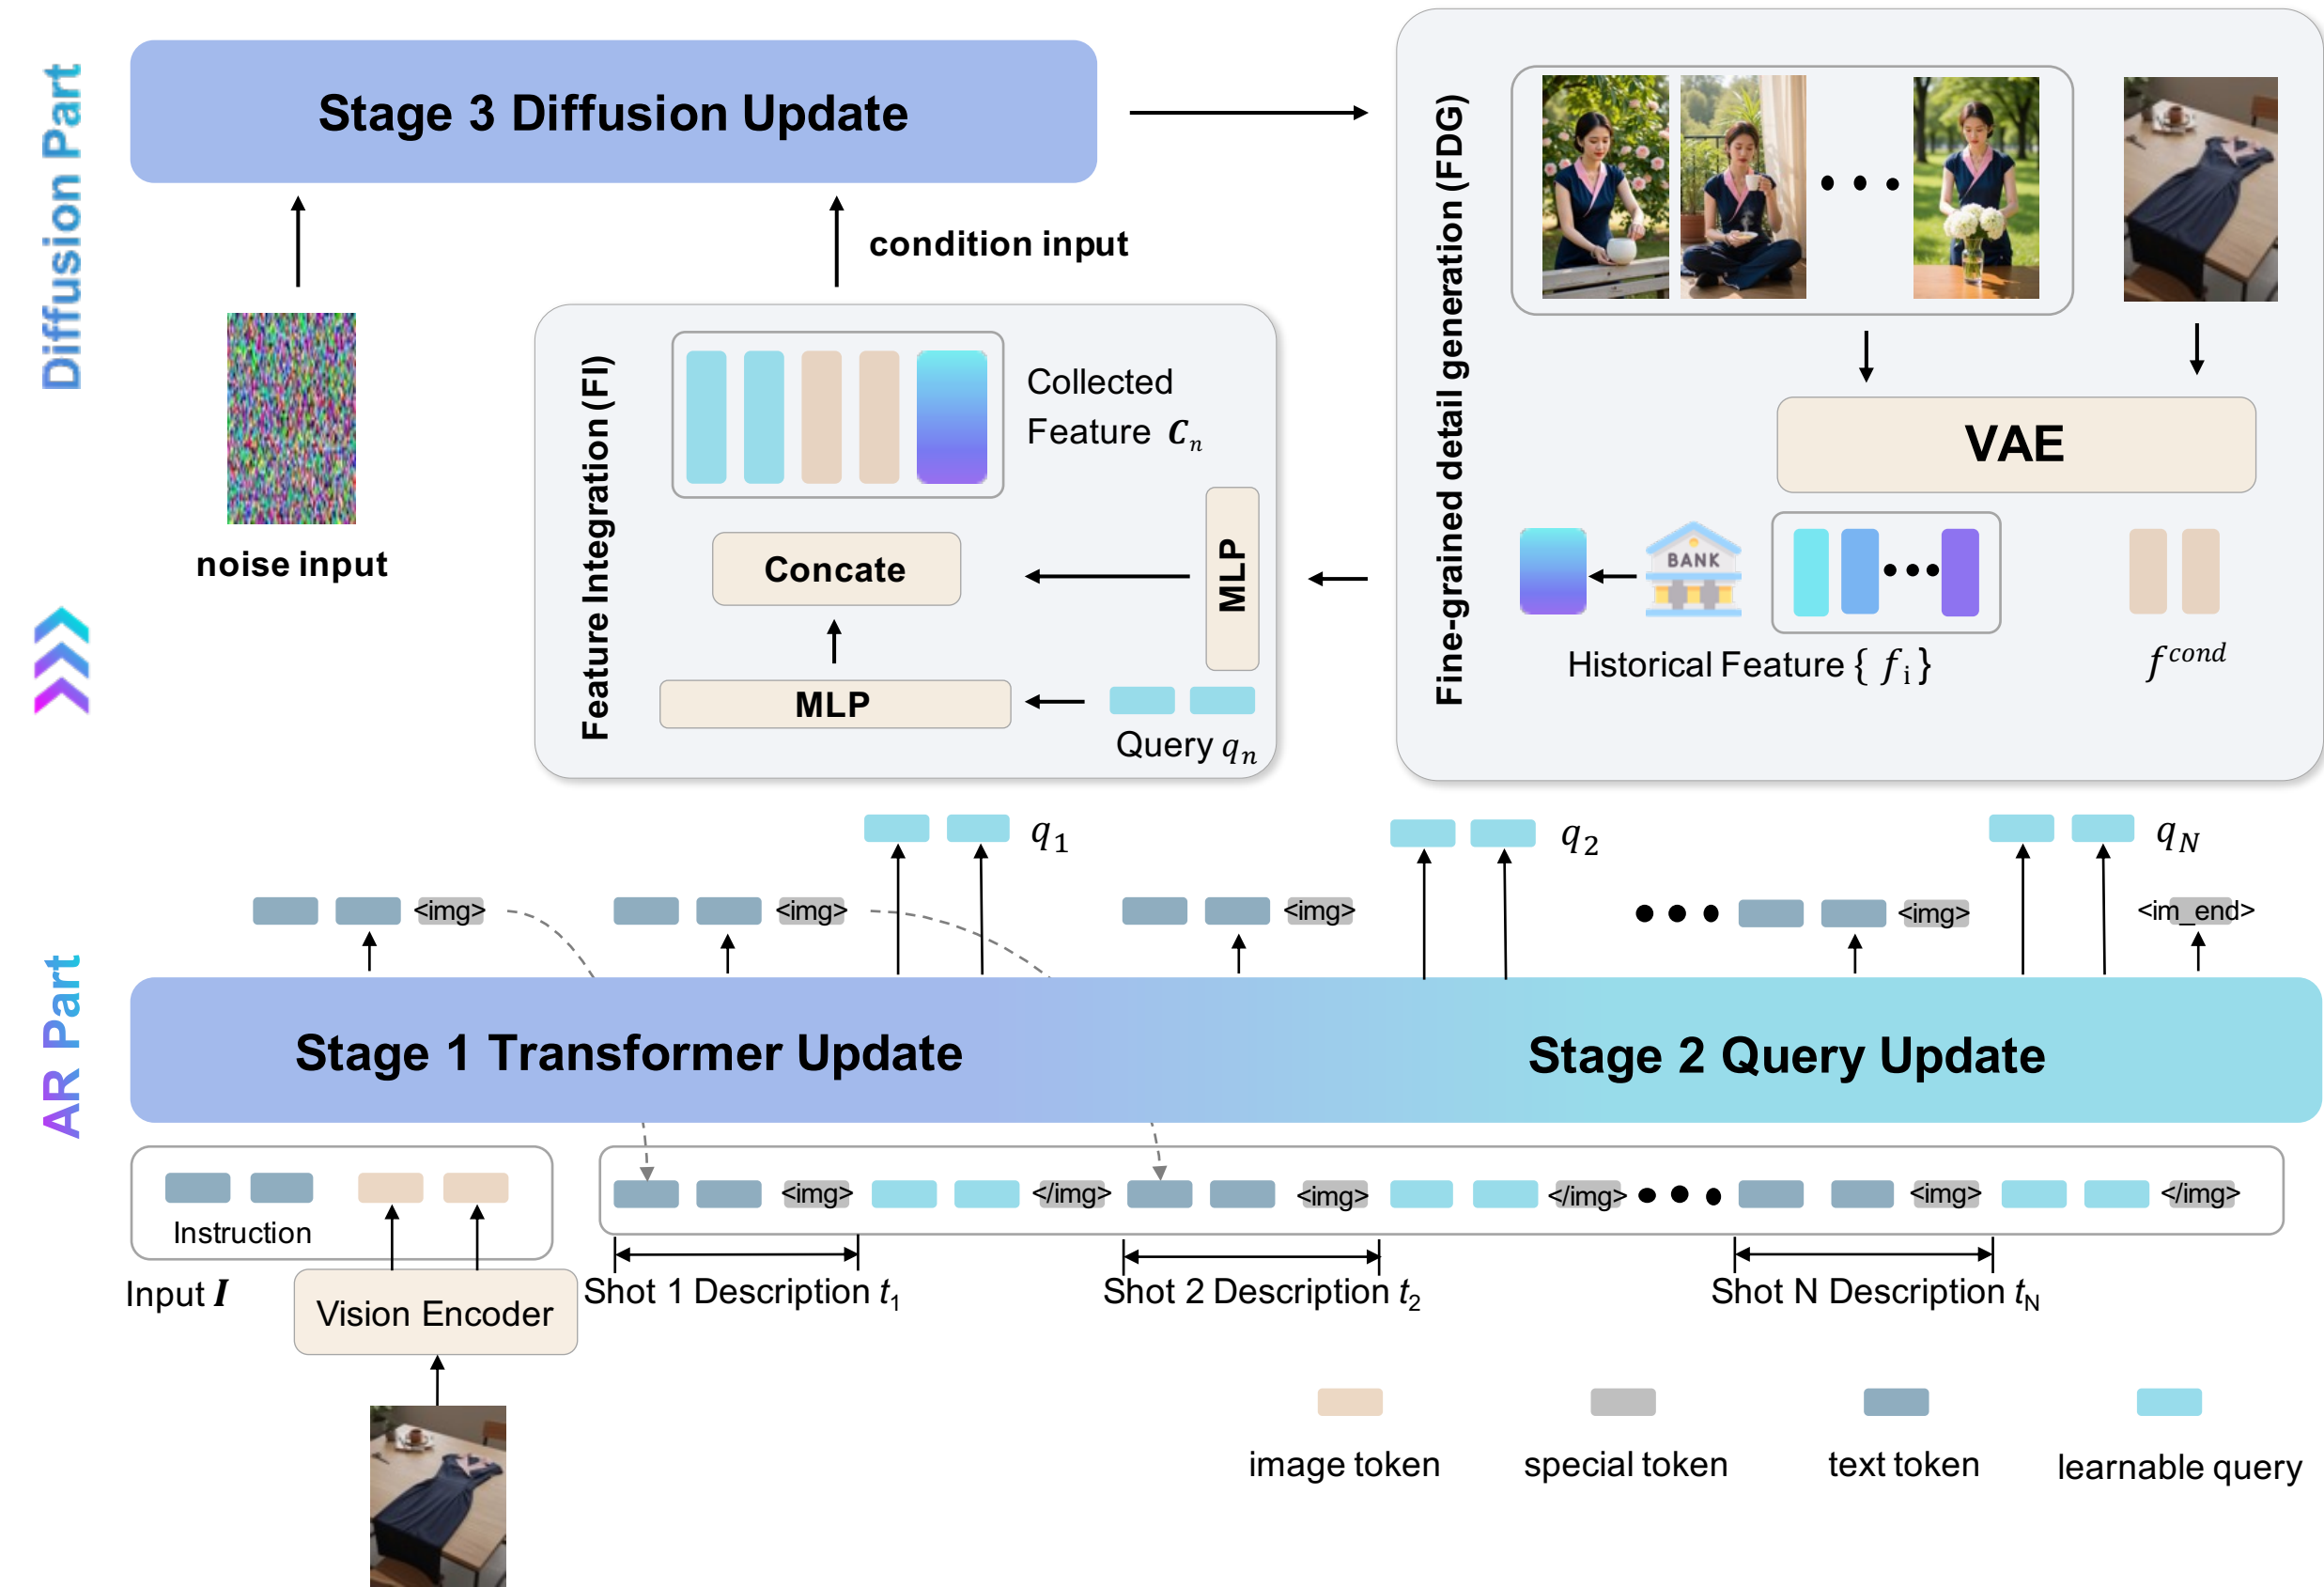 Diffusion Part
Stage 3 Diffusion Update
condition input
noise input
Feature Integration (FI)
Collected
Feature C_n
Concate
MLP
MLP
Query q_n
Fine-grained detail generation (FDG)
VAE
BANK
Historical Feature { f_i }
f^cond
AR Part
q_1
q_2
q_N
<img>
<img>
<img>
<img>
<im_end>
Stage 1 Transformer Update
Stage 2 Query Update
<img>
</img>
<img>
</img>
<img>
</img>
Instruction
Input I
Vision Encoder
Shot 1 Description t_1
Shot 2 Description t_2
Shot N Description t_N
image token
special token
text token
learnable query